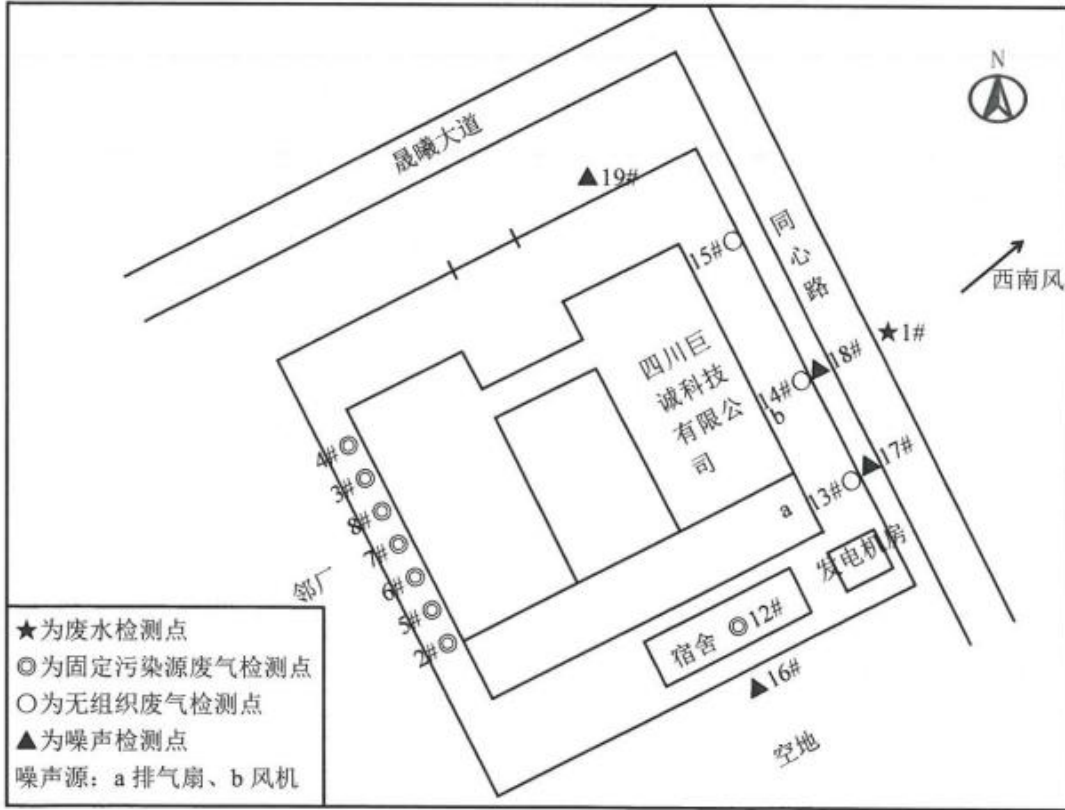 N
晟曦大道
▲19#
同心路
15#
西南风
★1#
四川巨
诚科技
有限公
司
▲18#
14#
b
4#
3#
8#
7#
6#
5#
2#
▲17#
13#
a
发电机房
邻厂
宿舍
◎12#
▲16#
空地
★为废水检测点
◎为固定污染源废气检测点
○为无组织废气检测点
▲为噪声检测点
噪声源：a 排气扇、b 风机